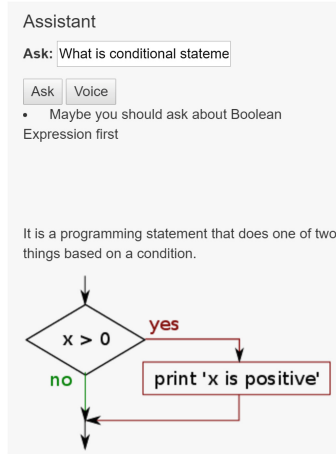 Assistant
Ask: What is conditional stateme
Ask Voice
• Maybe you should ask about Boolean
Expression first
It is a programming statement that does one of two
things based on a condition.
x > 0
yes
no
print 'x is positive'